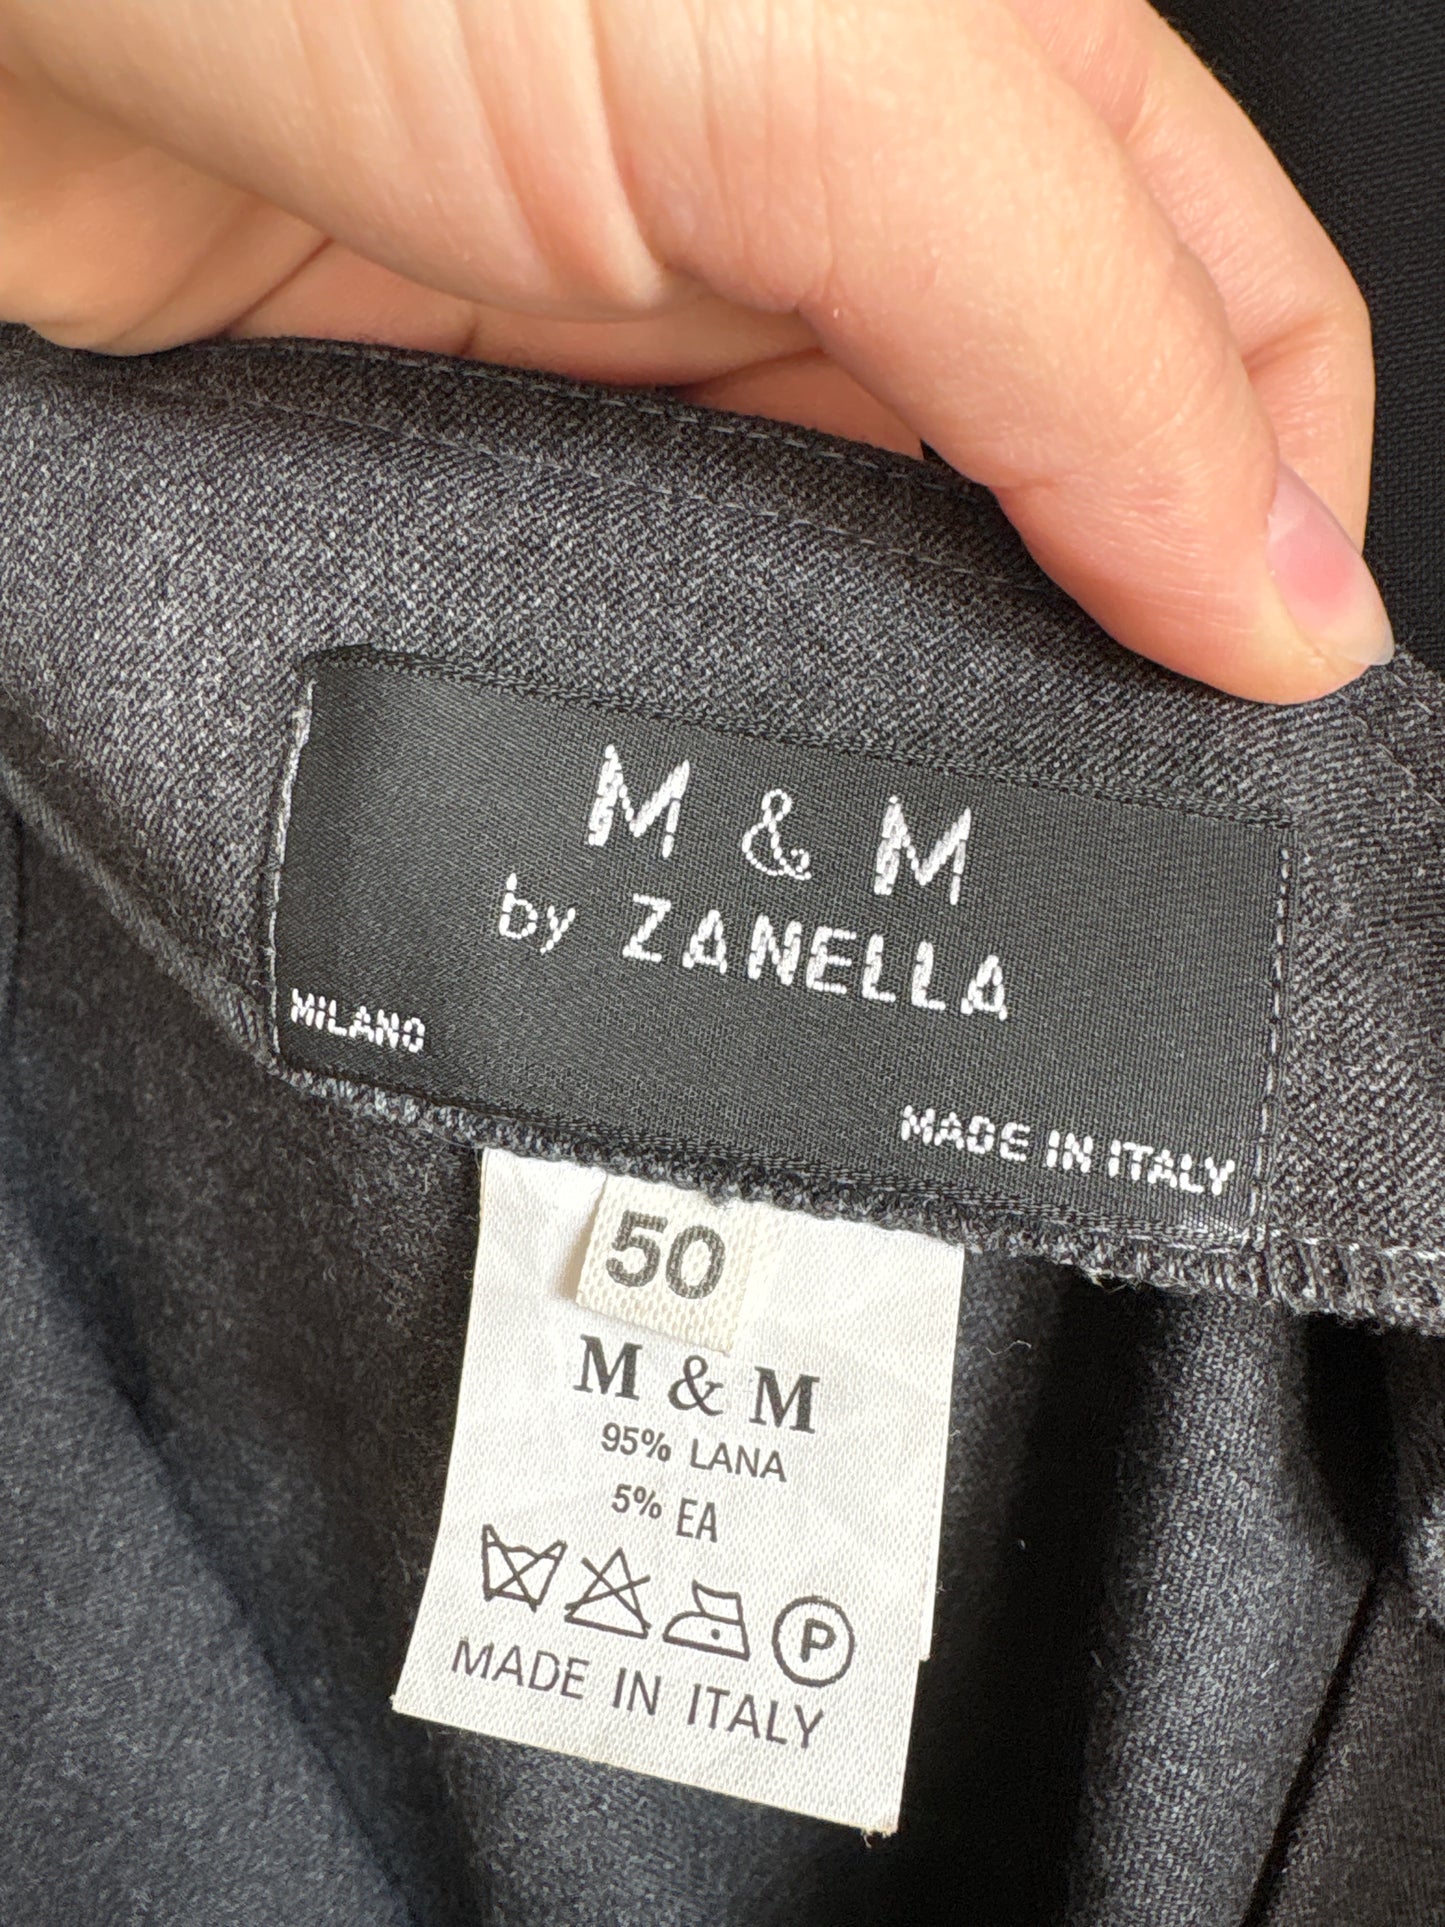 M & M
by ZANELLA
MILANO
MADE IN ITALY
50
M & M
95% LANA
5% EA
P
MADE IN ITALY